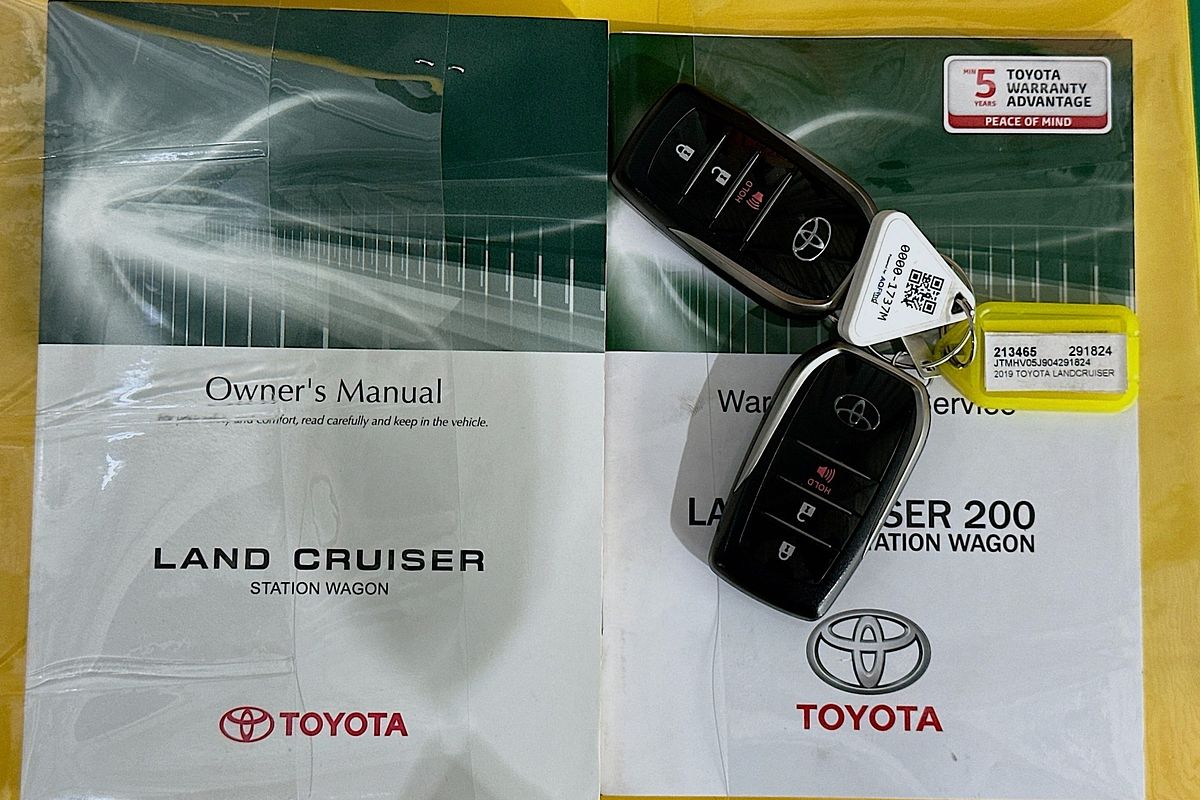 Owner's Manual
and comfort, read carefully and keep in the vehicle.
LAND CRUISER
STATION WAGON
TOYOTA
MIN 5 YEARS
TOYOTA
WARRANTY
ADVANTAGE
PEACE OF MIND
HOLD
0000-1737M
213465 291824
JTMHV05J904291824
2019 TOYOTA LANDCRUISER
HOLD
200
WAGON
TOYOTA